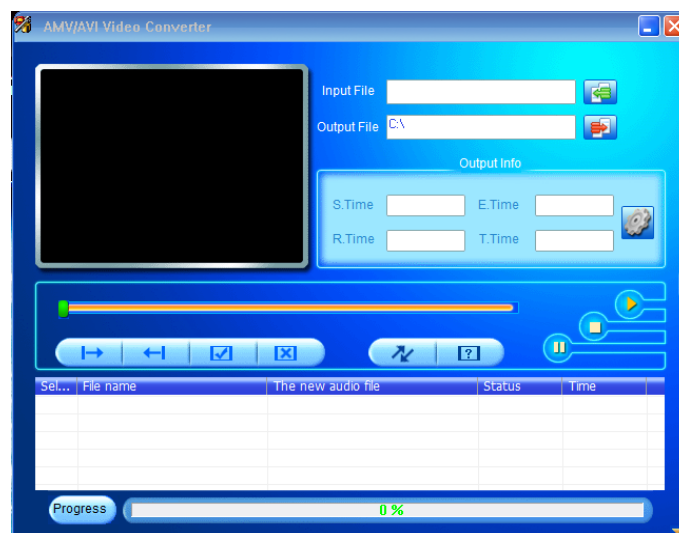 AMV/AVI Video Converter
Input File
Output File C:\
Output Info
S.Time E.Time
R.Time T.Time
Sel... File name The new audio file Status Time
Progress 0 %